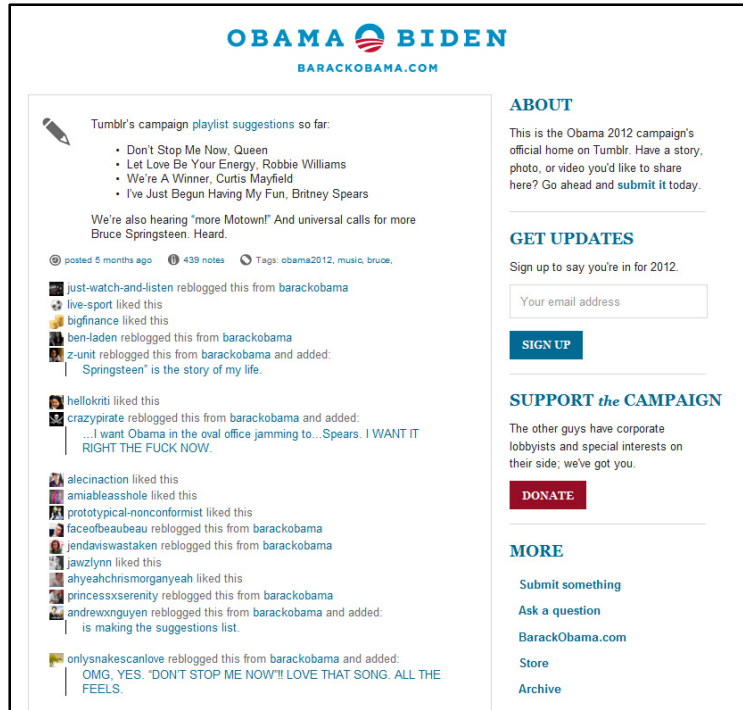 OBAMA BIDEN
BARACKOBAMA.COM
Tumblr's campaign playlist suggestions so far:
• Don't Stop Me Now, Queen
• Let Love Be Your Energy, Robbie Williams
• We're A Winner, Curtis Mayfield
• I've Just Begun Having My Fun, Britney Spears
We're also hearing "more Motown!" And universal calls for more
Bruce Springsteen. Heard.
posted 5 months ago 439 notes Tags: obama2012, music, bruce,
just-watch-and-listen reblogged this from barackobama
live-sport liked this
bigfinance liked this
ben-laden reblogged this from barackobama
z-unit reblogged this from barackobama and added:
Springsteen" is the story of my life.
hellokriti liked this
crazypirate reblogged this from barackobama and added:
…I want Obama in the oval office jamming to…Spears. I WANT IT
RIGHT THE FUCK NOW.
alecinaction liked this
amiableasshole liked this
prototypical-nonconformist liked this
faceofbeaubeau reblogged this from barackobama
jendaviswastaken reblogged this from barackobama
jawzlynn liked this
ahyeahchrismorganyeah liked this
princessxserenity reblogged this from barackobama
andrewxnguyen reblogged this from barackobama and added:
is making the suggestions list.
onlysnakescanlove reblogged this from barackobama and added:
OMG, YES. "DON'T STOP ME NOW"!! LOVE THAT SONG. ALL THE
FEELS.
ABOUT
This is the Obama 2012 campaign's
official home on Tumblr. Have a story,
photo, or video you'd like to share
here? Go ahead and submit it today.
GET UPDATES
Sign up to say you're in for 2012.
Your email address
SIGN UP
SUPPORT the CAMPAIGN
The other guys have corporate
lobbyists and special interests on
their side; we've got you.
DONATE
MORE
Submit something
Ask a question
BarackObama.com
Store
Archive